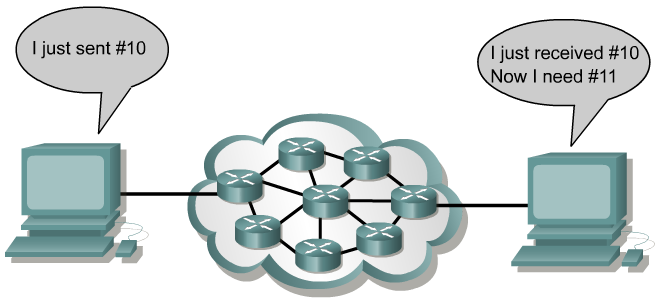 I just sent #10
I just received #10
Now I need #11